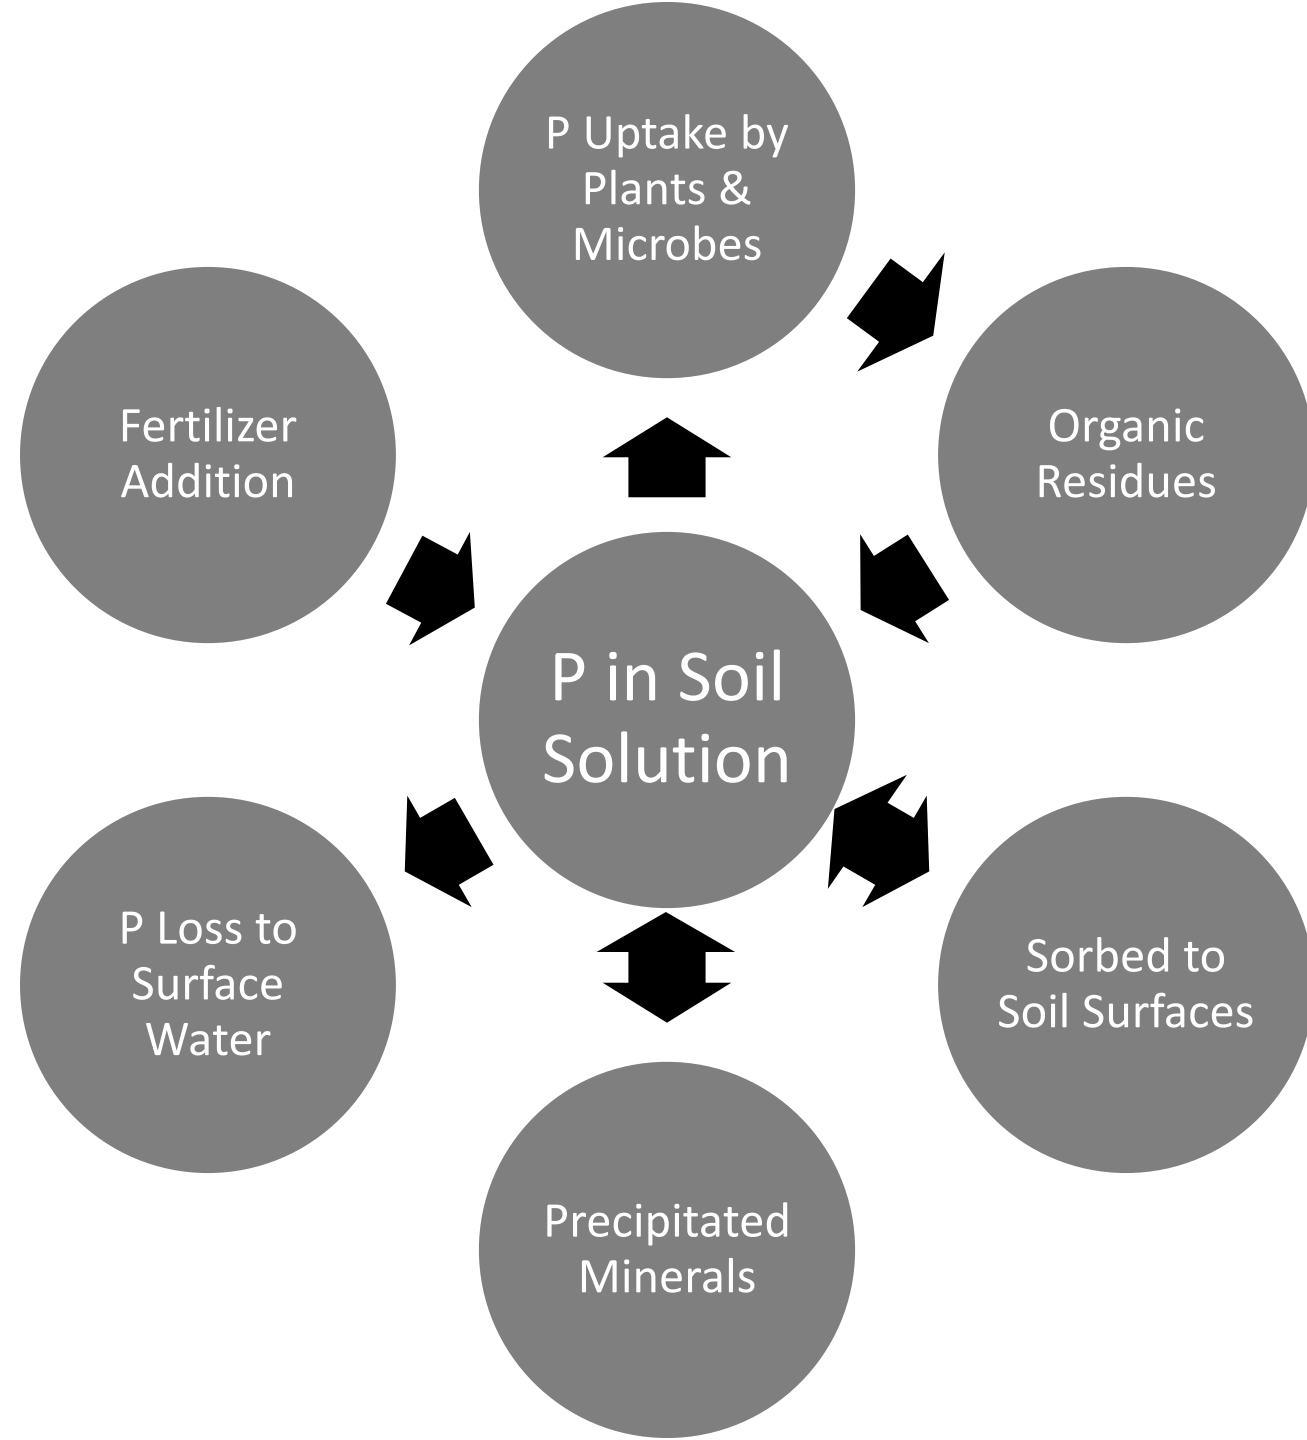 P Uptake by
Plants &
Microbes
Fertilizer
Addition
Organic
Residues
P in Soil
Solution
P Loss to
Surface
Water
Sorbed to
Soil Surfaces
Precipitated
Minerals